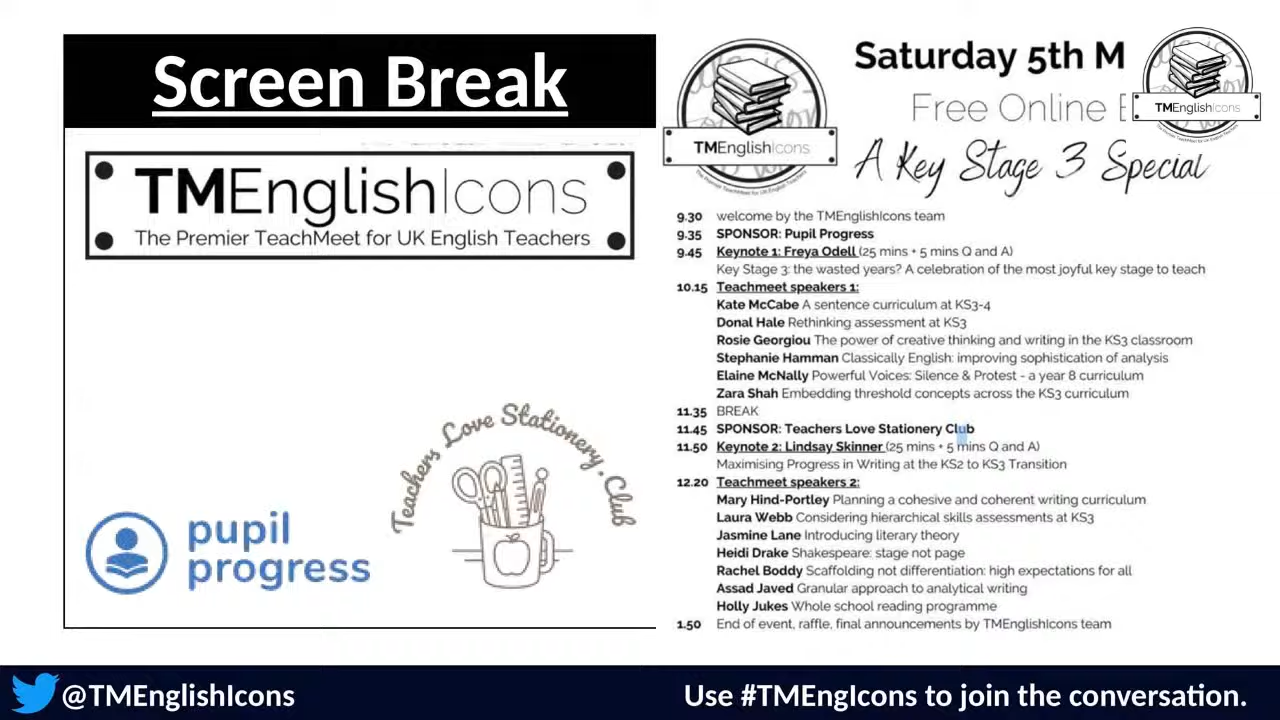 Screen Break
TMEnglishIcons
The Premier TeachMeet for UK English Teachers
Teachers Love Stationery . Club
pupil
progress
TMEnglishIcons
The Premier TeachMeet for UK English Teachers
Saturday 5th M
Free Online
A Key Stage 3 Special
TMEnglishIcons
9.30 welcome by the TMEnglishIcons team
9.35 SPONSOR: Pupil Progress
9.45 Keynote 1: Freya Odell (25 mins + 5 mins Q and A)
Key Stage 3: the wasted years? A celebration of the most joyful key stage to teach
10.15 Teachmeet speakers 1:
Kate McCabe A sentence curriculum at KS3-4
Donal Hale Rethinking assessment at KS3
Rosie Georgiou The power of creative thinking and writing in the KS3 classroom
Stephanie Hamman Classically English: improving sophistication of analysis
Elaine McNally Powerful Voices: Silence & Protest - a year 8 curriculum
Zara Shah Embedding threshold concepts across the KS3 curriculum
11.35 BREAK
11.45 SPONSOR: Teachers Love Stationery Club
11.50 Keynote 2: Lindsay Skinner (25 mins + 5 mins Q and A)
Maximising Progress in Writing at the KS2 to KS3 Transition
12.20 Teachmeet speakers 2:
Mary Hind-Portley Planning a cohesive and coherent writing curriculum
Laura Webb Considering hierarchical skills assessments at KS3
Jasmine Lane Introducing literary theory
Heidi Drake Shakespeare: stage not page
Rachel Boddy Scaffolding not differentiation: high expectations for all
Assad Javed Granular approach to analytical writing
Holly Jukes Whole school reading programme
1.50 End of event, raffle, final announcements by TMEnglishIcons team
@TMEnglishIcons
Use #TMEngIcons to join the conversation.